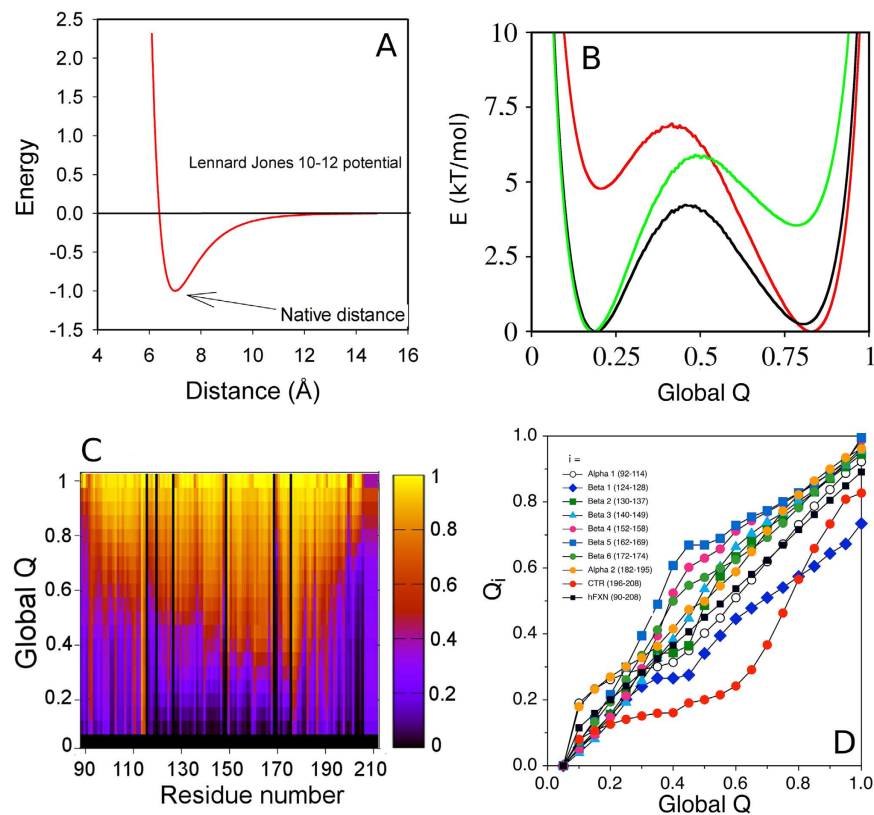 A
Energy
2.5
2.0
1.5
1.0
0.5
0.0
-0.5
-1.0
-1.5
Lennard Jones 10-12 potential
Native distance
4 6 8 10 12 14 16
Distance (Å)
B
E (kT/mol)
10
7.5
5
2.5
0
0 0.25 0.5 0.75 1
Global Q
C
Global Q
1
0.8
0.6
0.4
0.2
0
90 110 130 150 170 190 210
Residue number
1
0.8
0.6
0.4
0.2
0
D
Qi
1.0
0.8
0.6
0.4
0.2
0.0
i =
Alpha 1 (92-114)
Beta 1 (124-128)
Beta 2 (130-137)
Beta 3 (140-149)
Beta 4 (152-158)
Beta 5 (162-169)
Beta 6 (172-174)
Alpha 2 (182-195)
CTR (196-208)
hFXN (90-208)
0.0 0.2 0.4 0.6 0.8 1.0
Global Q